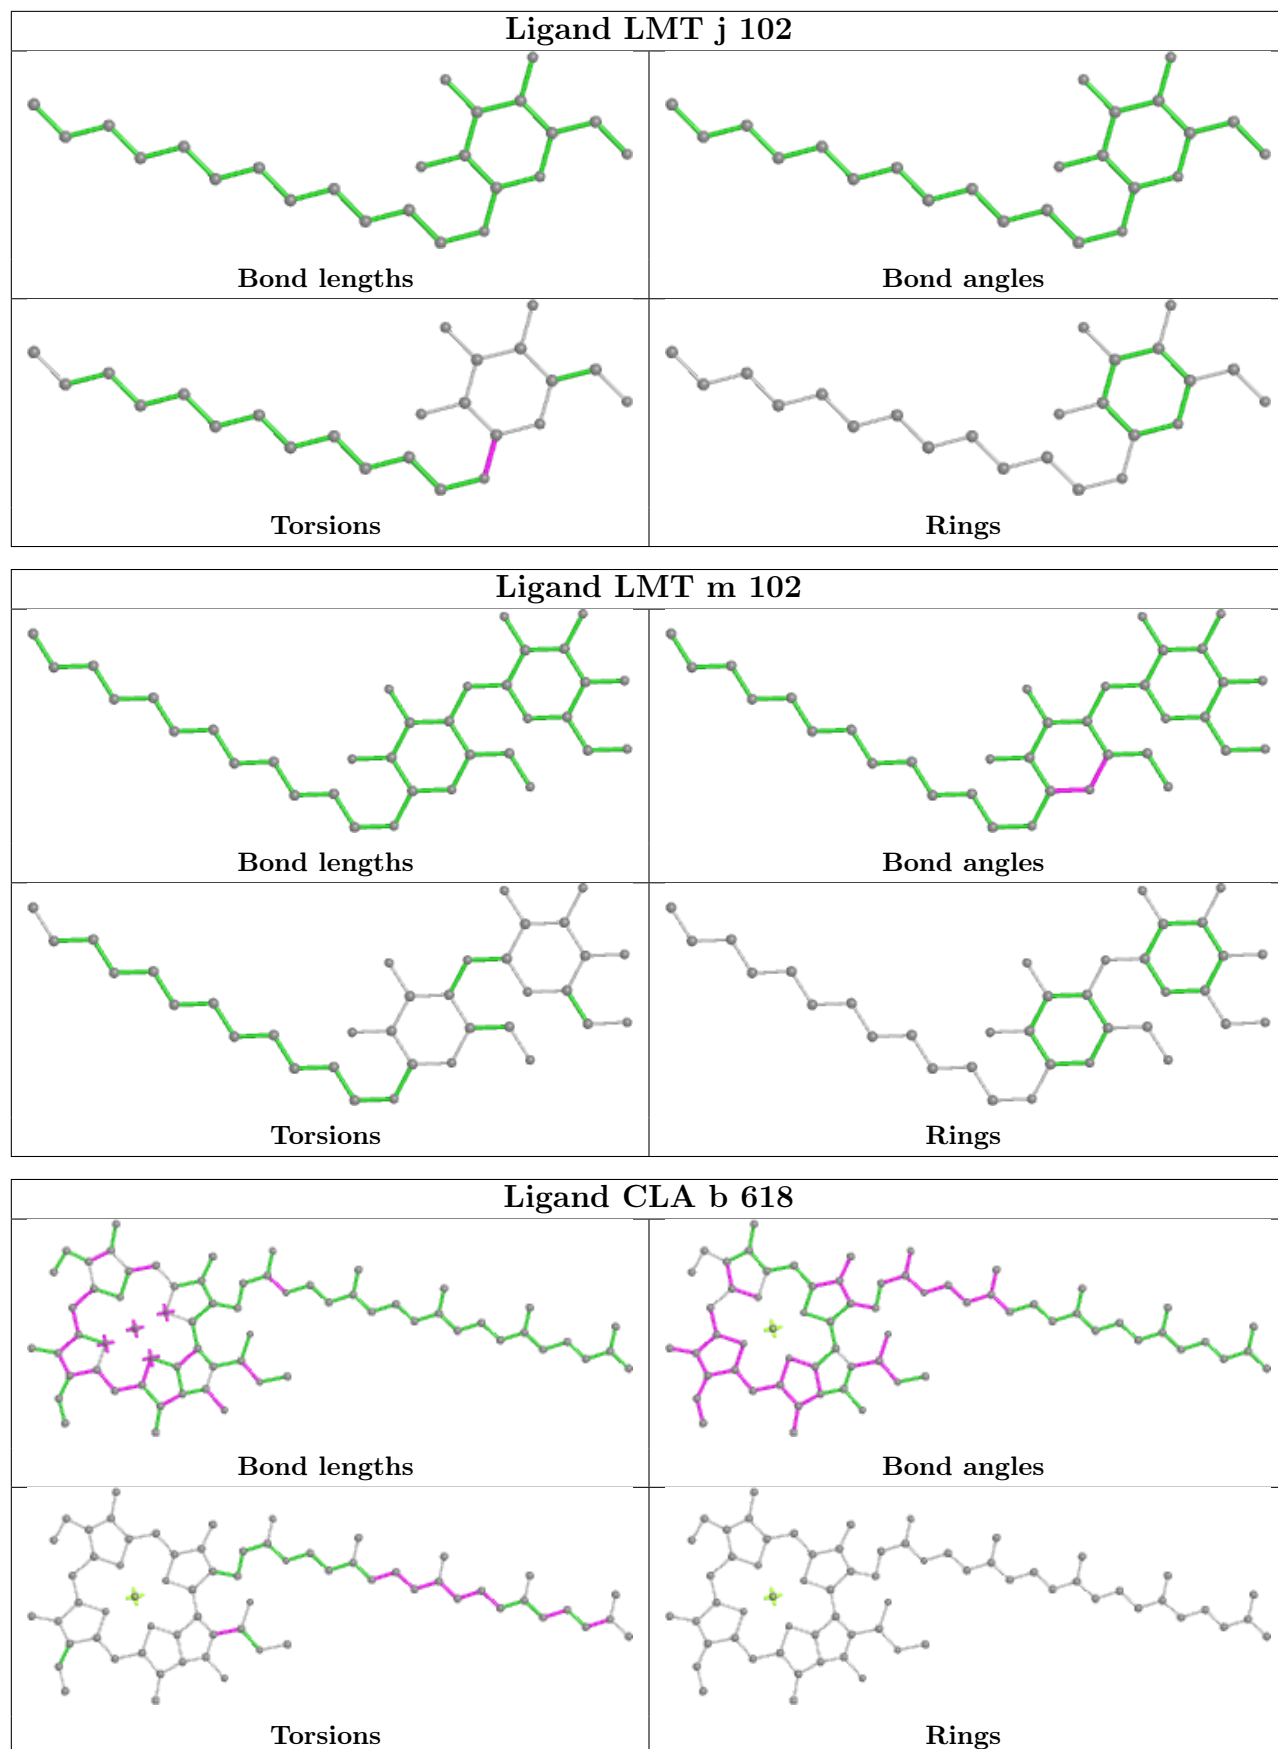 Ligand LMT j 102
Bond lengths
Bond angles
Torsions
Rings
Ligand LMT m 102
Bond lengths
Bond angles
Torsions
Rings
Ligand CLA b 618
Bond lengths
Bond angles
Torsions
Rings